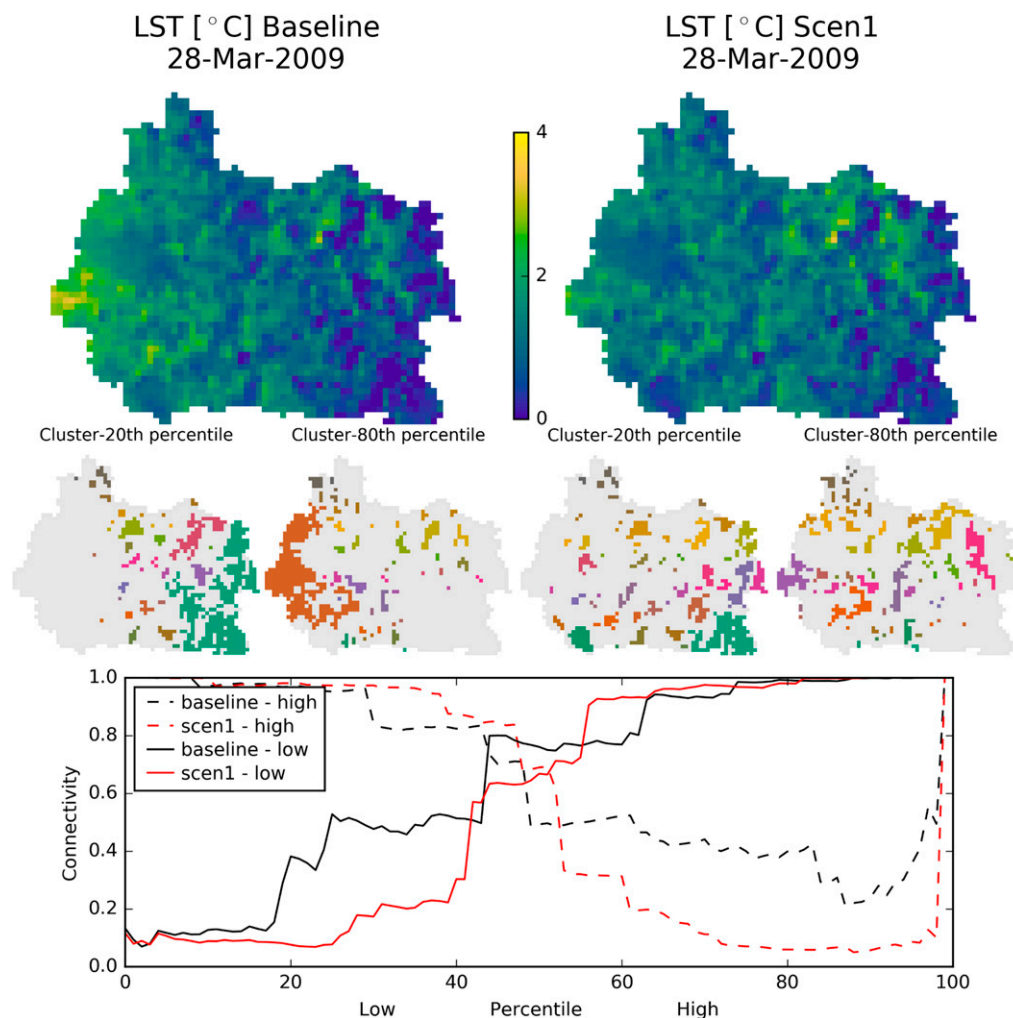 LST [°C] Baseline
28-Mar-2009
LST [°C] Scen1
28-Mar-2009
4
2
0
Cluster-20th percentile
Cluster-80th percentile
Cluster-20th percentile
Cluster-80th percentile
1.0
0.8
0.6
0.4
0.2
0.0
Connectivity
baseline - high
scen1 - high
baseline - low
scen1 - low
0 20 40 60 80 100
Low Percentile High